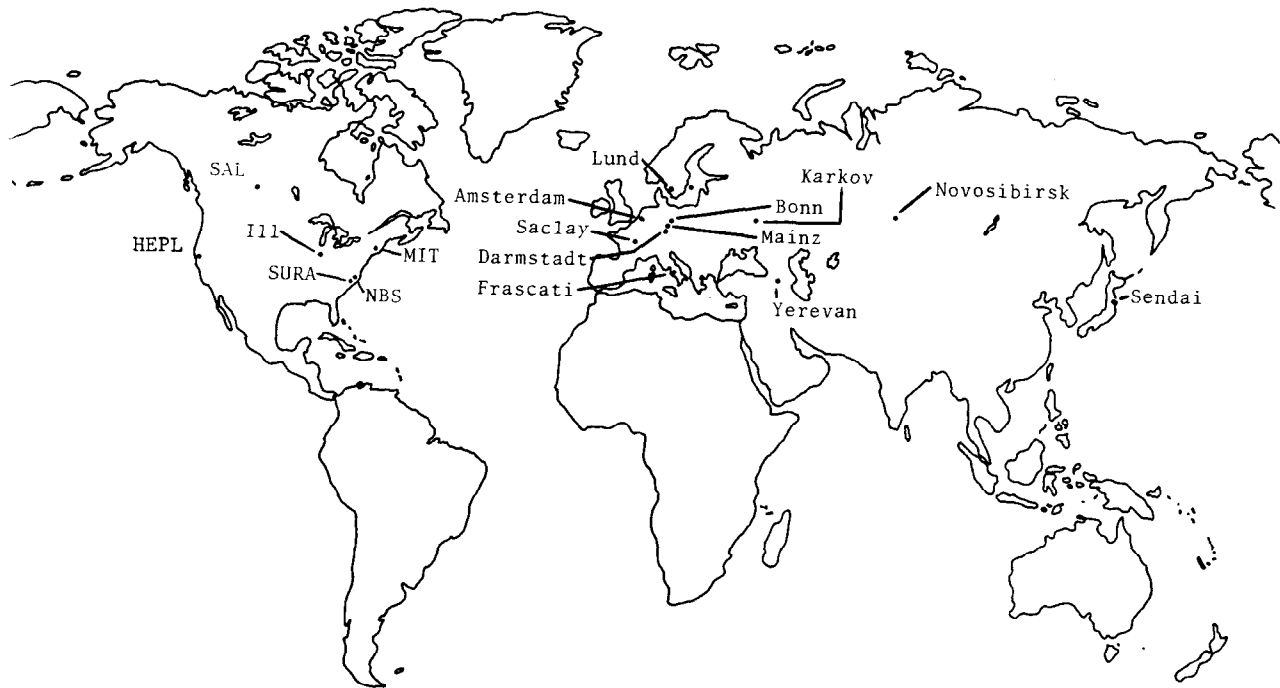 Lund
SAL
Karkov
Novosibirsk
Amsterdam
Bonn
Saclay
Ill
Mainz
HEPL
MIT
Darmstadt
SURA
Frascati
NBS
Sendai
Yerevan